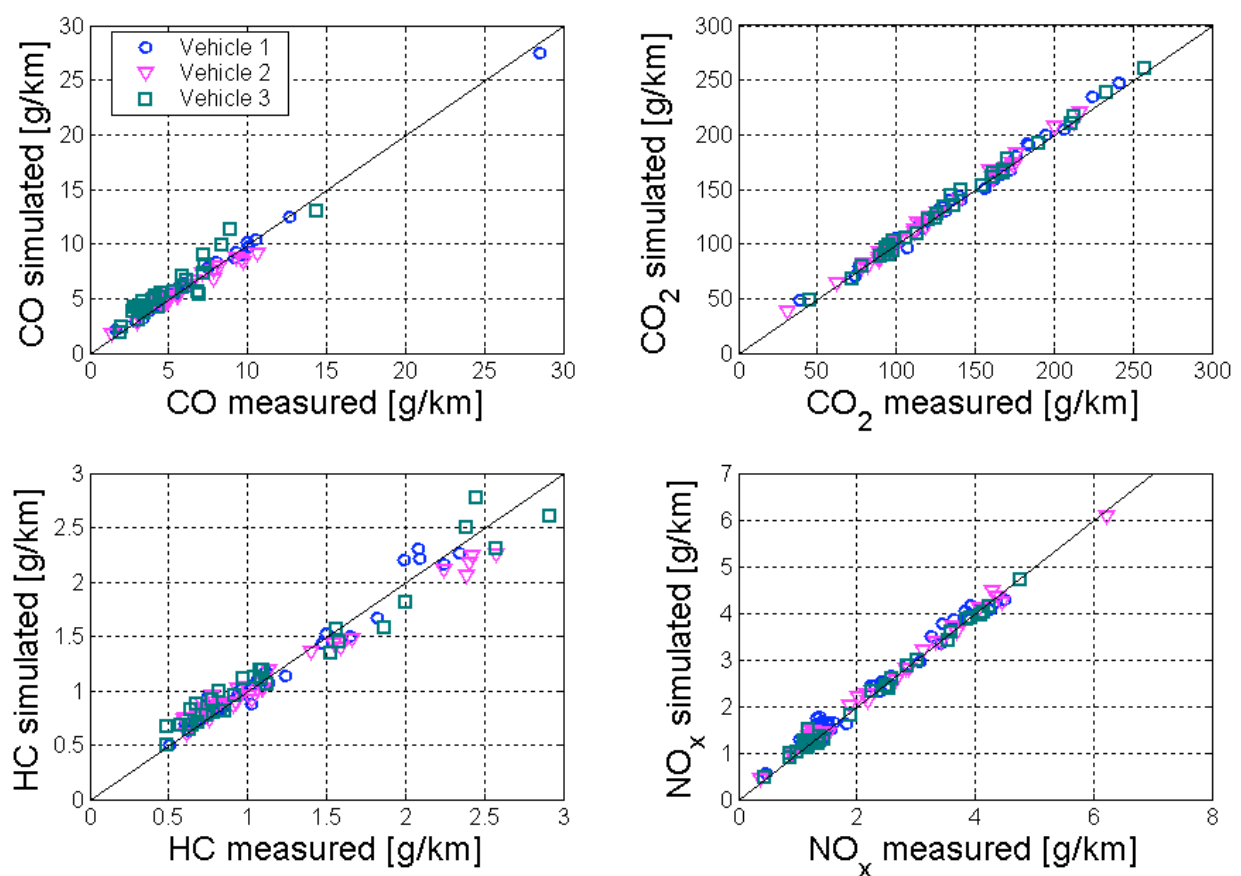 30
25
20
15
10
5
0
CO simulated [g/km]
Vehicle 1
Vehicle 2
Vehicle 3
0 5 10 15 20 25 30
CO measured [g/km]
300
250
200
150
100
50
0
CO2 simulated [g/km]
0 50 100 150 200 250 300
CO2 measured [g/km]
3
2.5
2
1.5
1
0.5
0
HC simulated [g/km]
0 0.5 1 1.5 2 2.5 3
HC measured [g/km]
7
6
5
4
3
2
1
0
NOx simulated [g/km]
0 2 4 6 8
NOx measured [g/km]